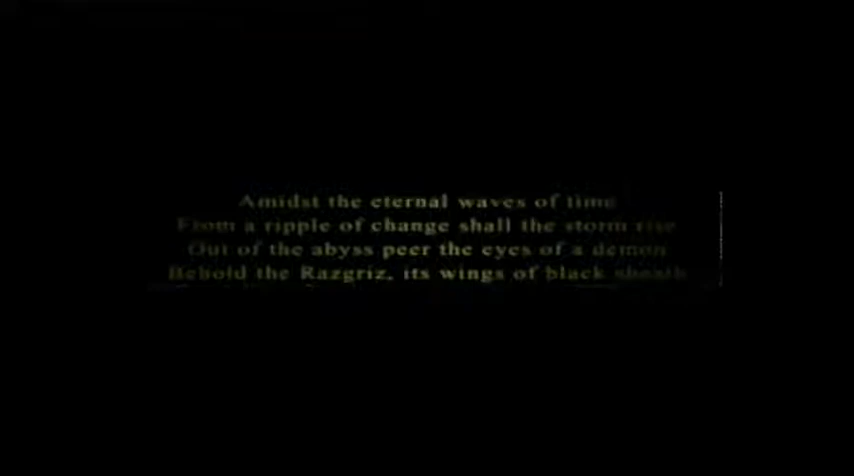 Amidst the eternal waves of time
From a ripple of change shall the storm rise
Out of the abyss peer the eyes of a demon
Behold the Razgriz, its wings of black sheath